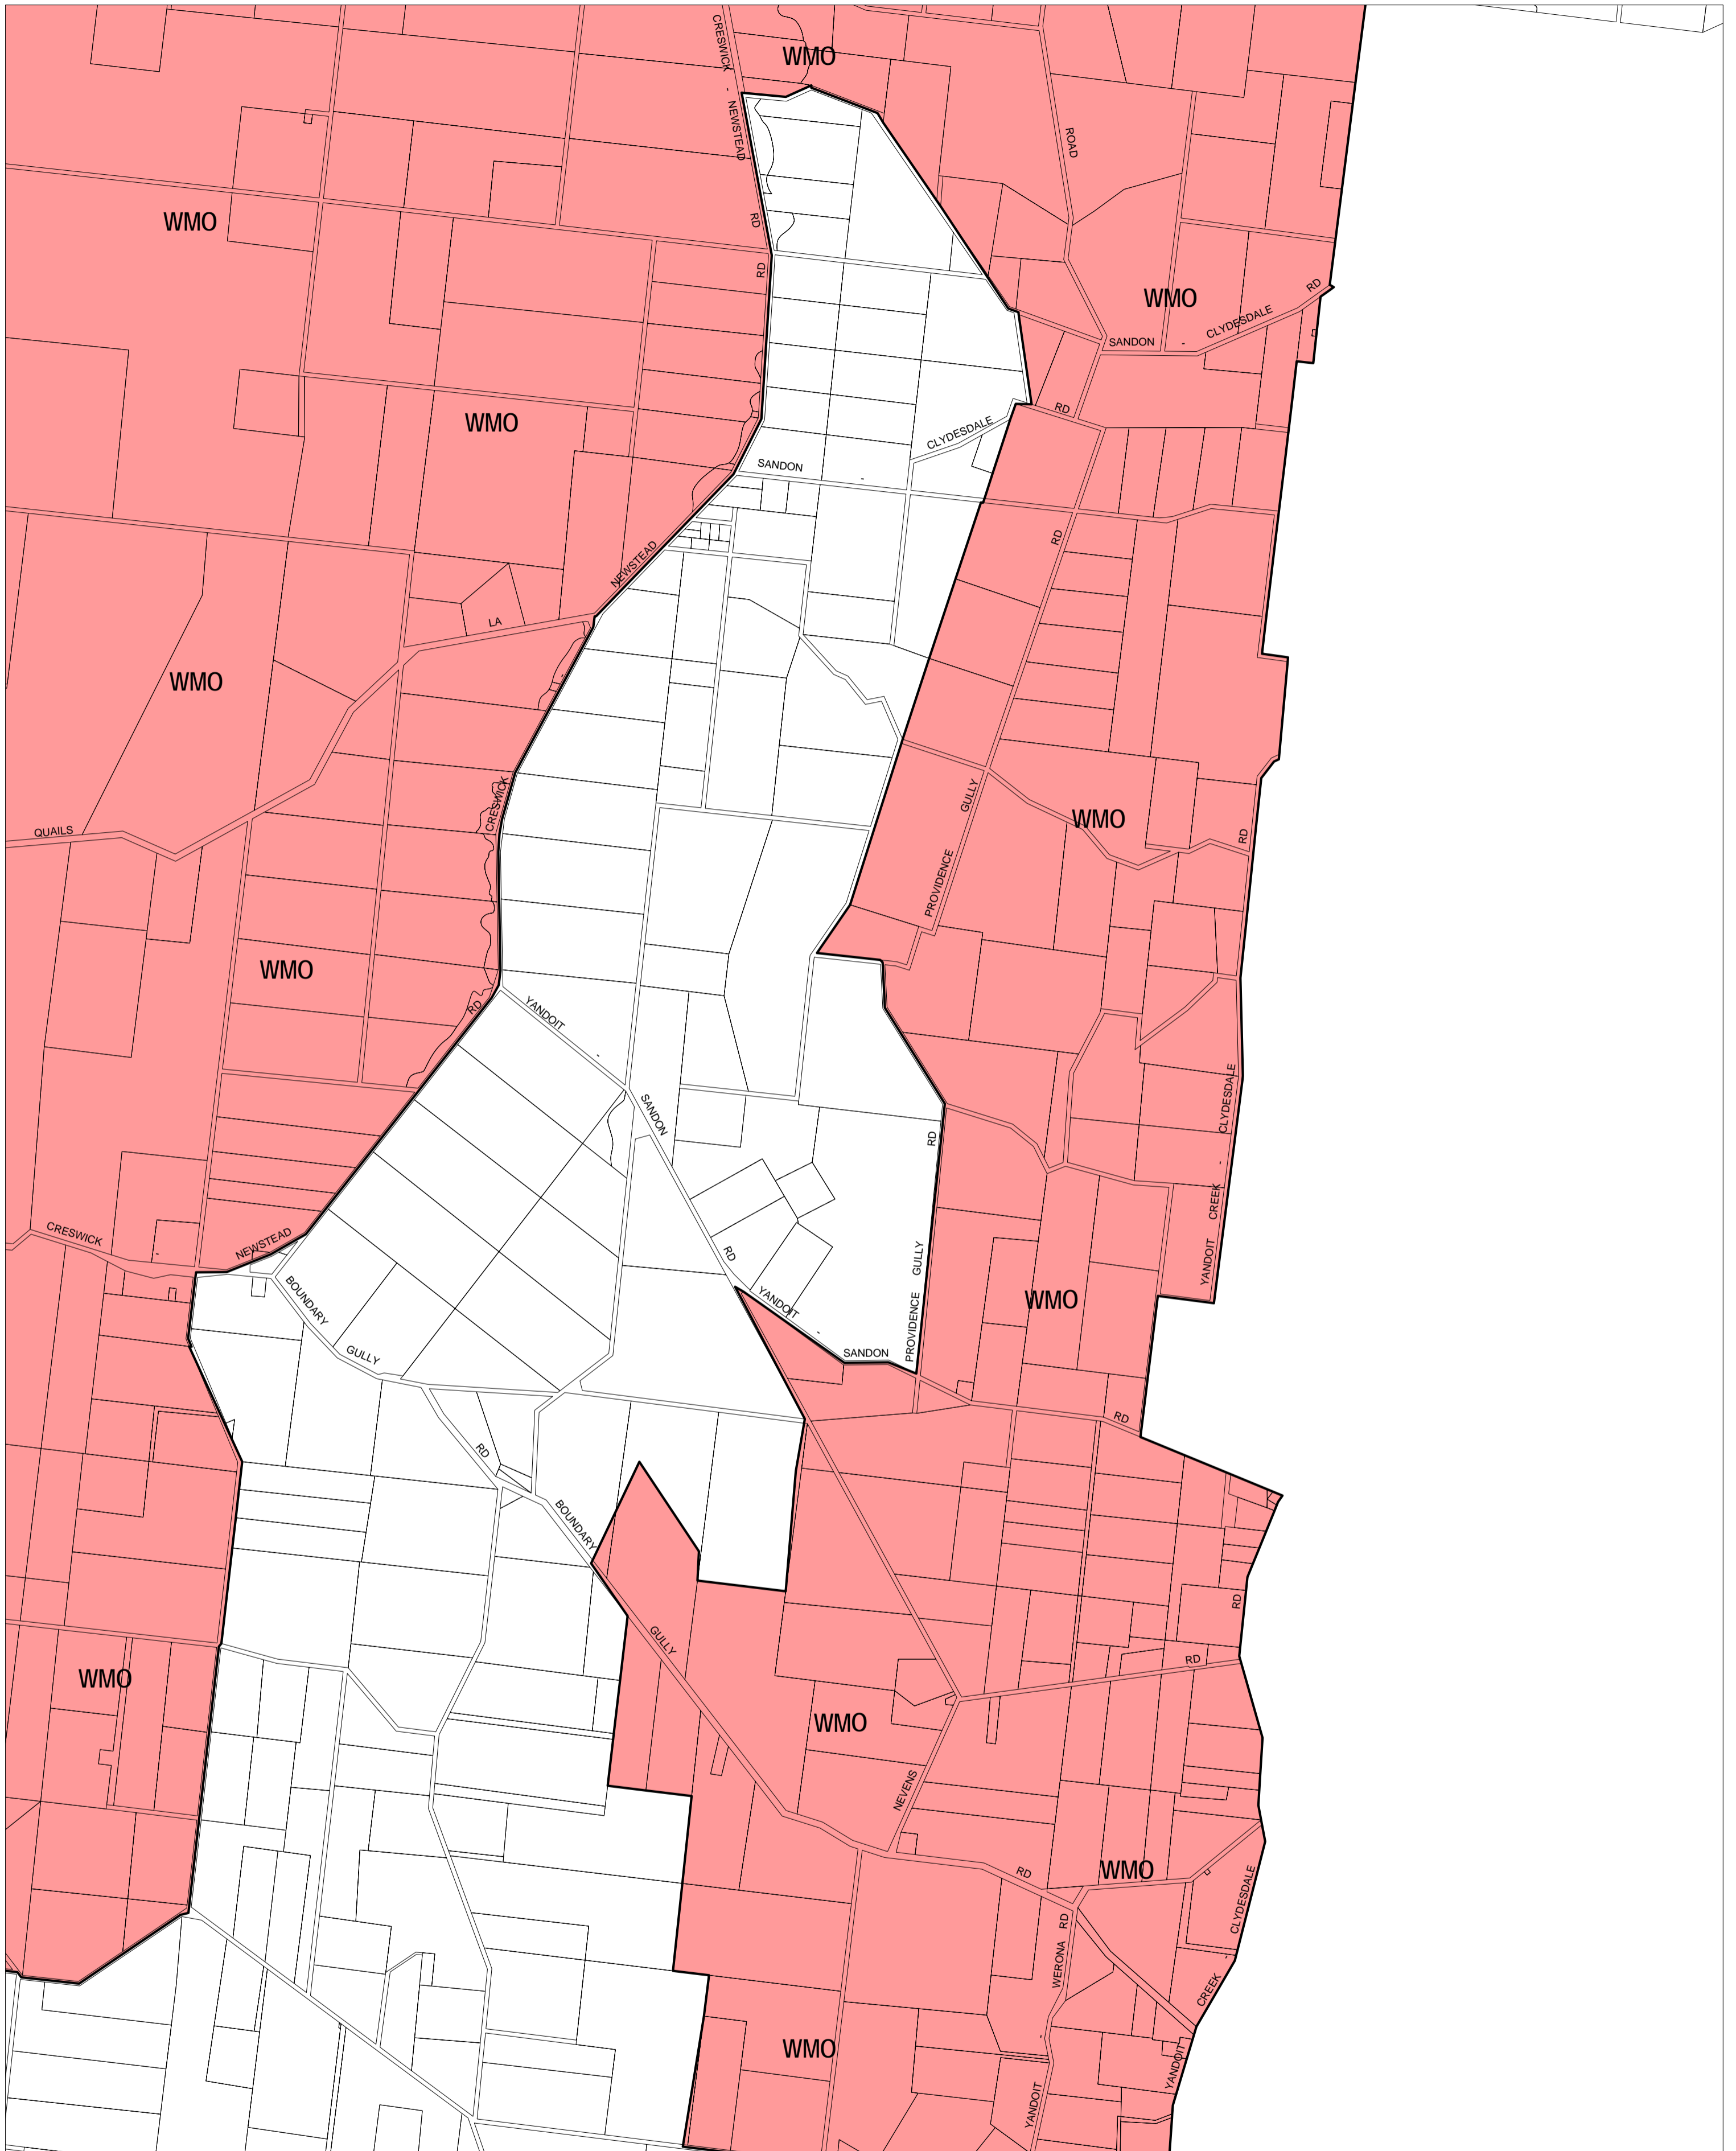 CRESWICK
-
NEWSTEAD
RD
WMO
ROAD
WMO
RD
WMO
CLYDESDALE
RD
SANDON
-
RD
WMO
CLYDESDALE
SANDON
-
RD
NEWSTEAD
LA
WMO
CRESWICK
GULLY
WMO
QUAILS
RD
PROVIDENCE
WMO
RD
YANDOIT
-
SANDON
CLYDESDALE
RD
-
CREEK
CRESWICK
-
NEWSTEAD
RD
GULLY
YANDOIT
BOUNDARY
YANDOIT
-
SANDON
PROVIDENCE
WMO
GULLY
RD
RD
BOUNDARY
RD
GULLY
RD
WMO
WMO
NEVENS
RD
WMO
CLYDESDALE
WERONA
RD
-
CREEK
WMO
-
YANDOIT
YANDOIT